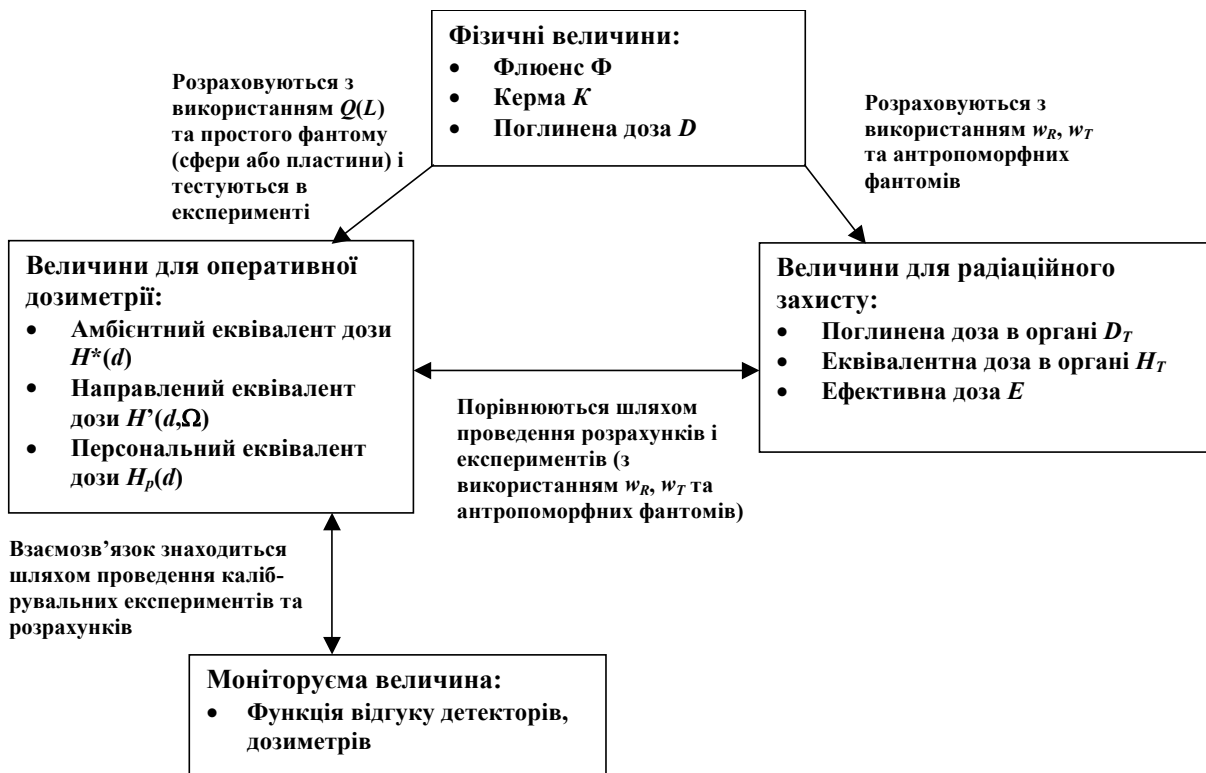 Фізичні величини:
• Флюенс Ф
• Керма K
• Поглинена доза D
Розраховуються з
використанням Q(L)
та простого фантому
(сфери або пластини) і
тестуються в
експерименті
Розраховуються з
використанням wR, wT
та антропоморфних
фантомів
Величини для оперативної
дозиметрії:
• Амбієнтний еквівалент дози
H*(d)
• Направлений еквівалент
дози H’(d,Ω)
• Персональний еквівалент
дози Hp(d)
Величини для радіаційного
захисту:
• Поглинена доза в органі DT
• Еквівалентна доза в органі HT
• Ефективна доза E
Порівнюються шляхом
проведення розрахунків і
експериментів (з
використанням wR, wT та
антропоморфних фантомів)
Взаємозв’язок знаходиться
шляхом проведення каліб-
рувальних експериментів та
розрахунків
Моніторуєма величина:
• Функція відгуку детекторів,
дозиметрів